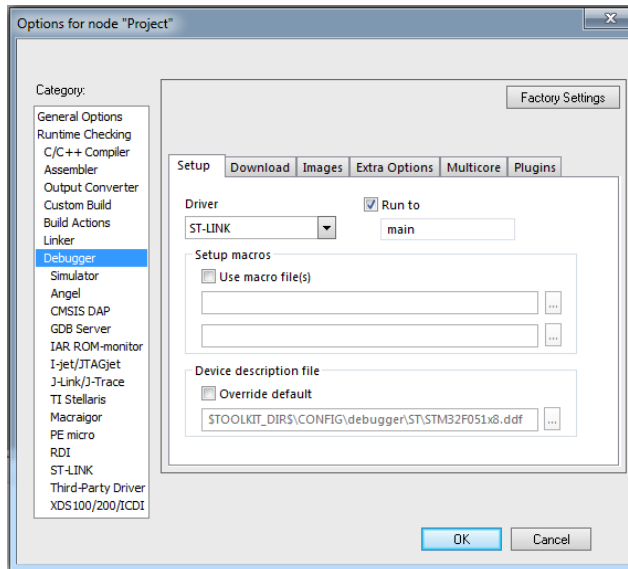 Options for node "Project"
x
Category:
Factory Settings
General Options
Runtime Checking
C/C++ Compiler
Assembler
Output Converter
Custom Build
Build Actions
Linker
Debugger
Simulator
Angel
CMSIS DAP
GDB Server
IAR ROM-monitor
I-jet/JTAGjet
J-Link/J-Trace
TI Stellaris
Macraigor
PE micro
RDI
ST-LINK
Third-Party Driver
XDS100/200/ICDI
Setup Download Images Extra Options Multicore Plugins
Driver
Run to
ST-LINK
main
Setup macros
Use macro file(s)
...
...
Device description file
Override default
$TOOLKIT_DIR$\CONFIG\debugger\ST\STM32F051x8.ddf ...
OK Cancel